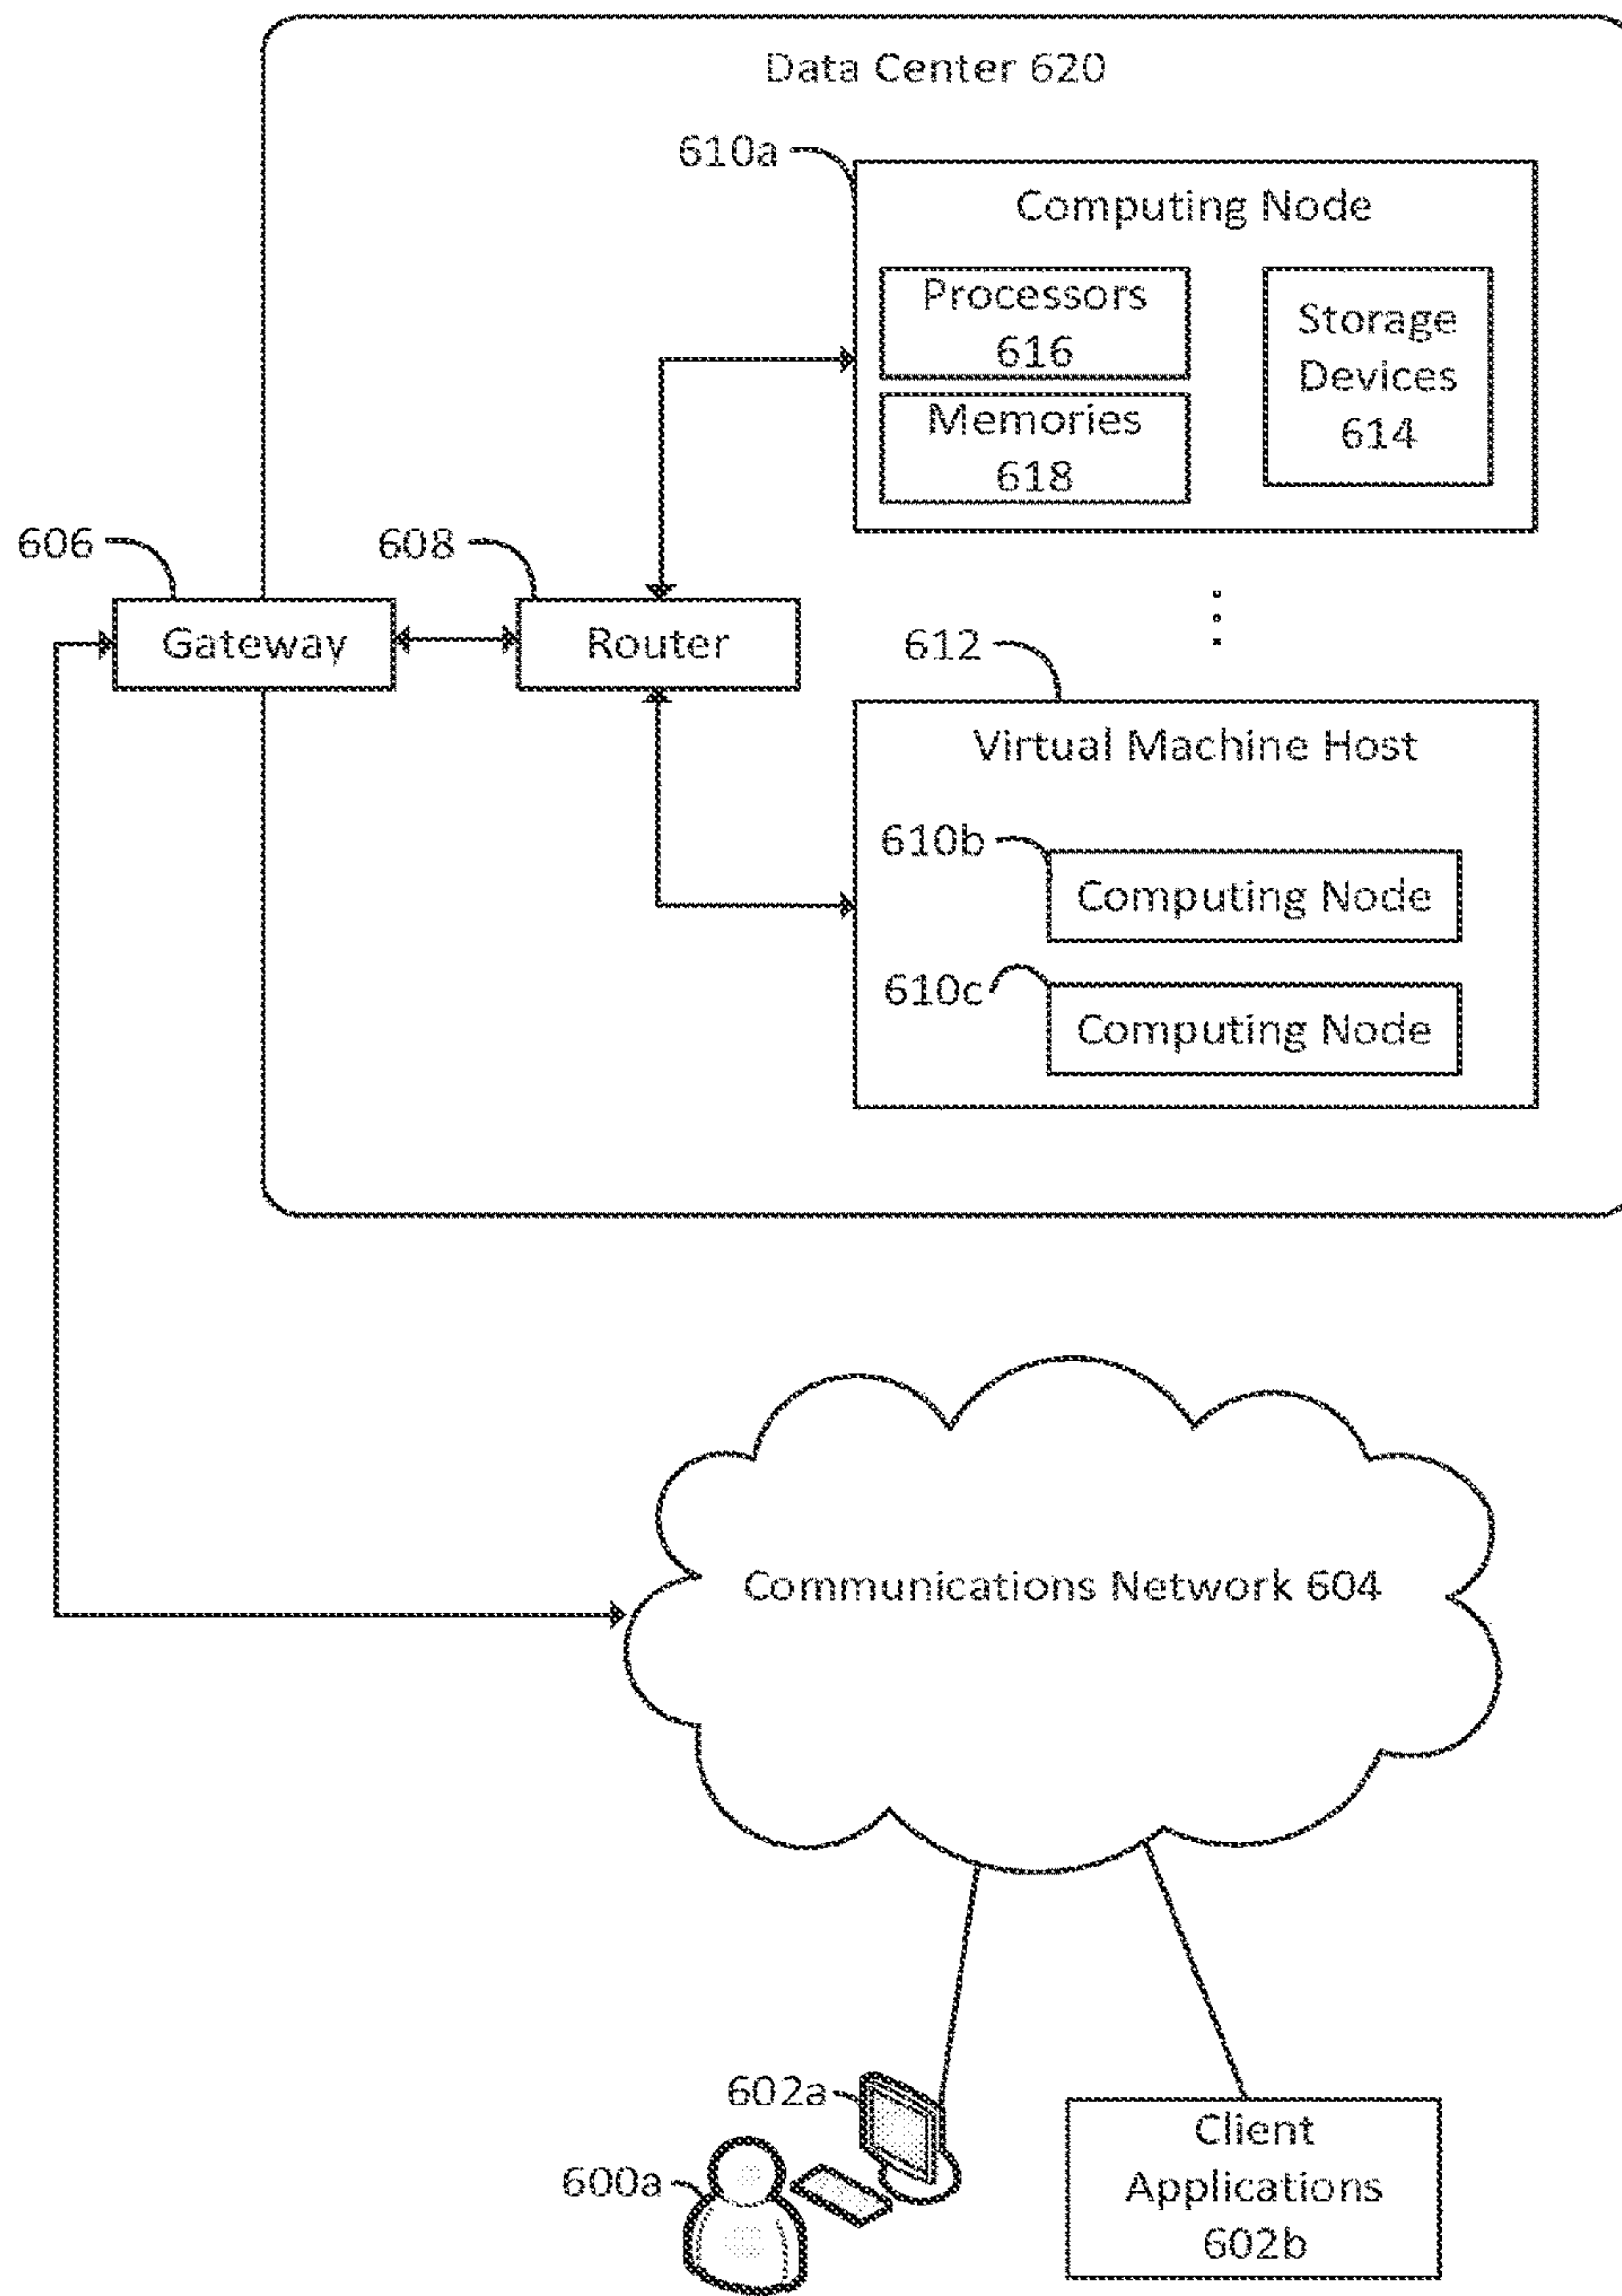 Data Center 620
610a
Computing Node
Processors
616
Memories
618
Storage
Devices
614
606
Gateway
608
Router
612
Virtual Machine Host
610b
Computing Node
610c
Computing Node
Communications Network 604
602a
600a
Client
Applications
602b